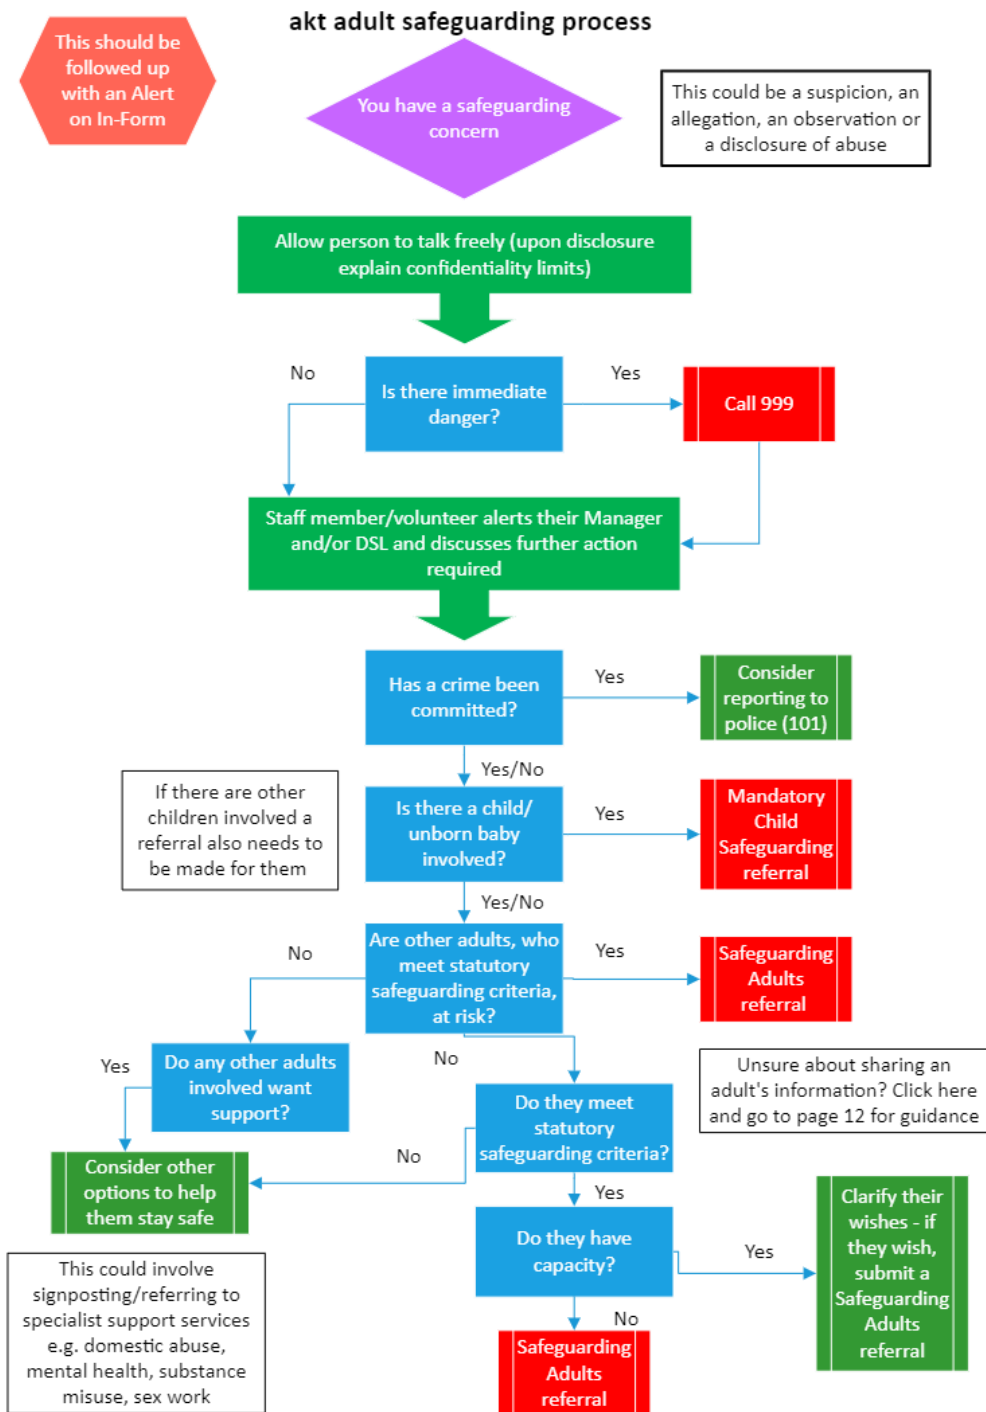 akt adult safeguarding process
This should be
followed up
with an Alert
on In-Form
You have a safeguarding
concern
This could be a suspicion, an
allegation, an observation or
a disclosure of abuse
Allow person to talk freely (upon disclosure
explain confidentiality limits)
No
Is there immediate
danger?
Yes
Call 999
Staff member/volunteer alerts their Manager
and/or DSL and discusses further action
required
Has a crime been
committed?
Yes
Consider
reporting to
police (101)
Yes/No
If there are other
children involved a
referral also needs to
be made for them
Is there a child/
unborn baby
involved?
Yes
Mandatory
Child
Safeguarding
referral
Yes/No
No
Are other adults, who
meet statutory
safeguarding criteria,
at risk?
Yes
Safeguarding
Adults
referral
Yes
Do any other adults
involved want
support?
No
Unsure about sharing an
adult's information? Click here
and go to page 12 for guidance
Do they meet
statutory
safeguarding criteria?
No
Consider other
options to help
them stay safe
Yes
Do they have
capacity?
Yes
Clarify their
wishes - if
they wish,
submit a
Safeguarding
Adults
referral
This could involve
signposting/referring to
specialist support services
e.g. domestic abuse,
mental health, substance
misuse, sex work
No
Safeguarding
Adults
referral